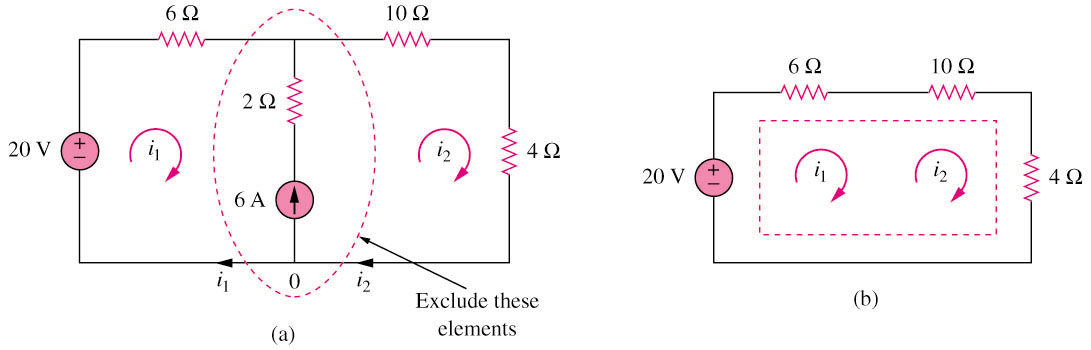 6 Ω
10 Ω
2 Ω
20 V
+
−
i1
i2
4 Ω
6 A
i1
0
i2
Exclude these
elements
(a)
6 Ω
10 Ω
20 V
+
−
i1
i2
4 Ω
(b)